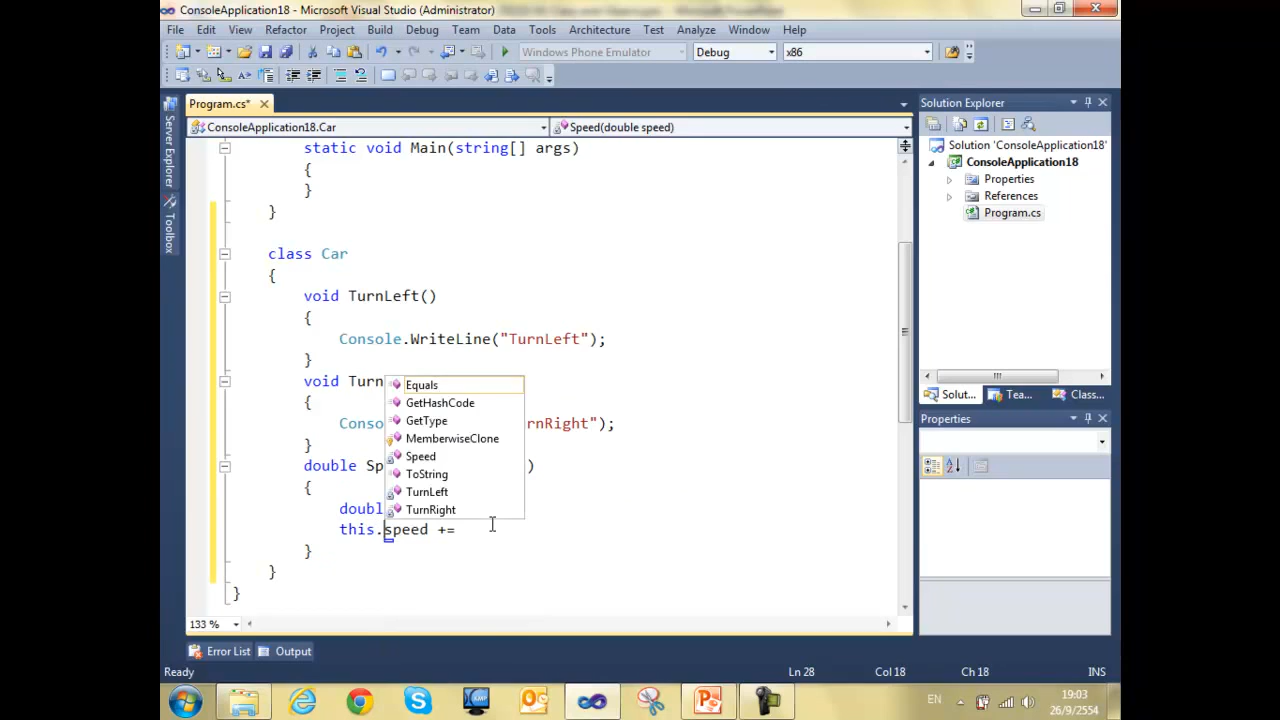 ConsoleApplication18 - Microsoft Visual Studio (Administrator)
File Edit View Refactor Project Build Debug Team Data Tools Architecture Test Analyze Window Help
Windows Phone Emulator Debug x86
Program.cs*
ConsoleApplication18.Car Speed(double speed)
static void Main(string[] args)
{
}
}
class Car
{
void TurnLeft()
{
Console.WriteLine("TurnLeft");
}
void Turn
{
Conso rnRight");
}
double Sp )
{
doubl
this.speed +=
}
}
}
Equals
GetHashCode
GetType
MemberwiseClone
Speed
ToString
TurnLeft
TurnRight
133 %
Server Explorer
Toolbox
Solution Explorer
Solution 'ConsoleApplication18'
ConsoleApplication18
Properties
References
Program.cs
Solut... Tea... Class...
Properties
Error List Output
Ready Ln 28 Col 18 Ch 18 INS
EN 19:03
26/9/2554